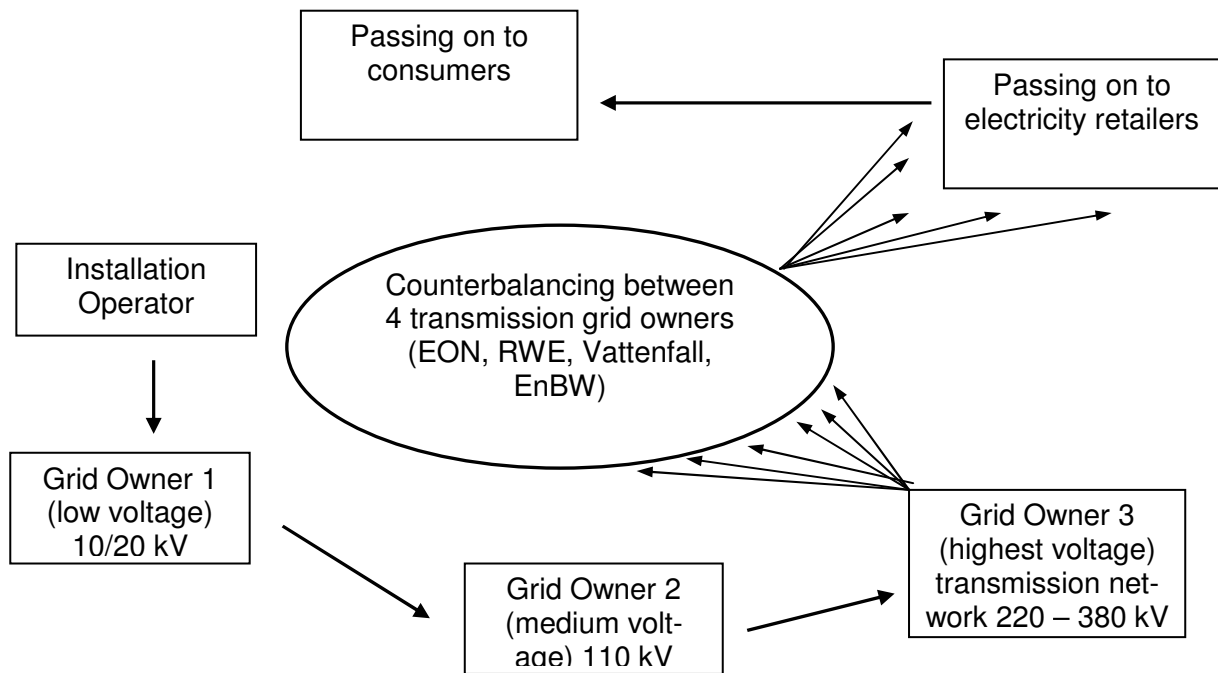 Passing on to
consumers
Passing on to
electricity retailers
Installation
Operator
Counterbalancing between
4 transmission grid owners
(EON, RWE, Vattenfall,
EnBW)
Grid Owner 1
(low voltage)
10/20 kV
Grid Owner 2
(medium volt-
age) 110 kV
Grid Owner 3
(highest voltage)
transmission net-
work 220 – 380 kV